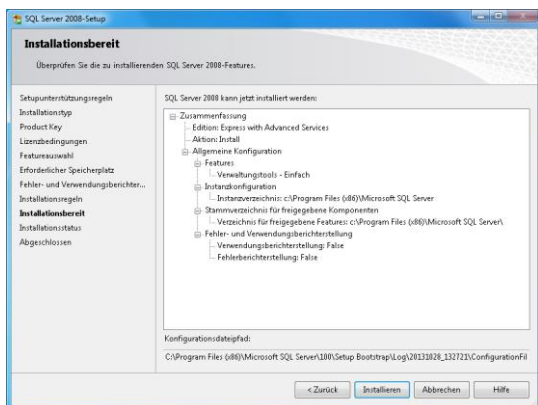 SQL Server 2008-Setup
Installationsbereit
Überprüfen Sie die zu installierenden SQL Server 2008-Features.
Setupunterstützungsregeln
Installationstyp
Product Key
Lizenzbedingungen
Featureauswahl
Erforderlicher Speicherplatz
Fehler- und Verwendungsberichter...
Installationsregeln
Installationsbereit
Installationsstatus
Abgeschlossen
SQL Server 2008 kann jetzt installiert werden:
Zusammenfassung
Edition: Express with Advanced Services
Aktion: Install
Allgemeine Konfiguration
Features
Verwaltungstools - Einfach
Instanzkonfiguration
Instanzverzeichnis: c:\Program Files (x86)\Microsoft SQL Server
Stammverzeichnis für freigegebene Komponenten
Verzeichnis für freigegebene Features: c:\Program Files (x86)\Microsoft SQL Server\
Fehler- und Verwendungsberichterstellung
Verwendungsberichterstellung: False
Fehlerberichterstellung: False
Konfigurationsdateipfad:
C:\Program Files (x86)\Microsoft SQL Server\100\Setup Bootstrap\Log\20131028_132721\ConfigurationFil
< Zurück
Installieren
Abbrechen
Hilfe